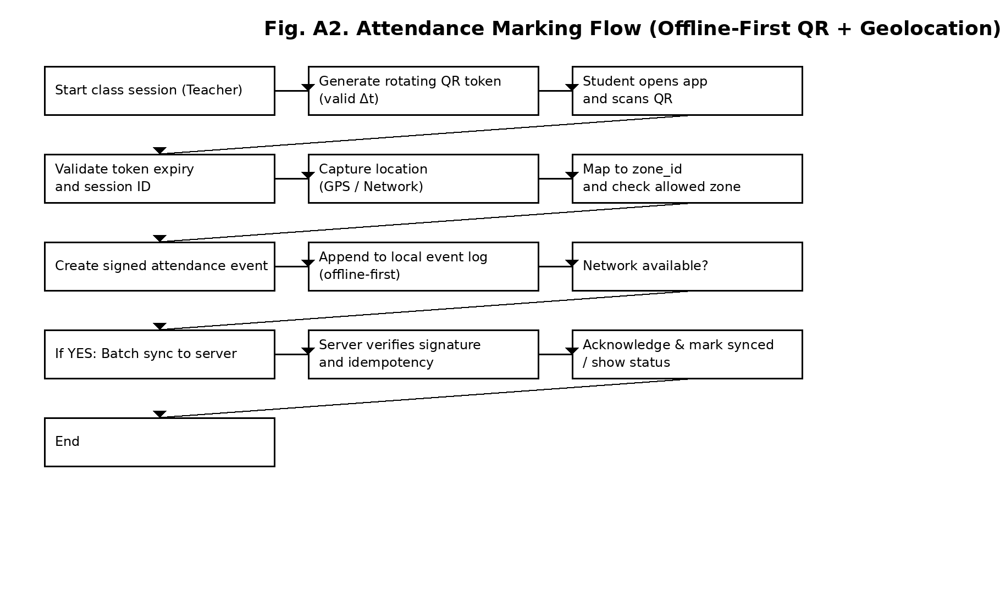 Fig. A2. Attendance Marking Flow (Offline-First QR + Geolocation)
Start class session (Teacher)
Generate rotating QR token
(valid Δt)
Student opens app
and scans QR
Validate token expiry
and session ID
Capture location
(GPS / Network)
Map to zone_id
and check allowed zone
Create signed attendance event
Append to local event log
(offline-first)
Network available?
If YES: Batch sync to server
Server verifies signature
and idempotency
Acknowledge & mark synced
/ show status
End